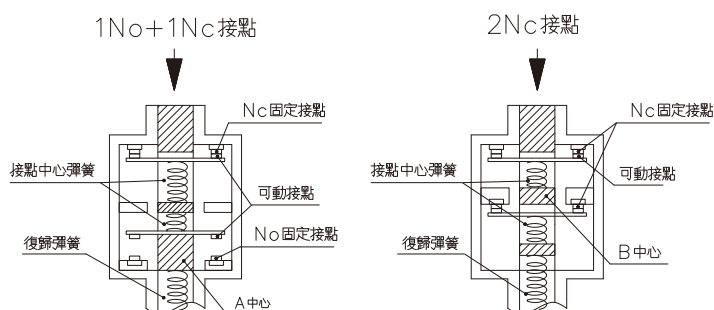 1No+1Nc接點
Nc固定接點
接點中心彈簧
可動接點
No固定接點
復歸彈簧
A中心
2Nc接點
Nc固定接點
接點中心彈簧
可動接點
復歸彈簧
B中心